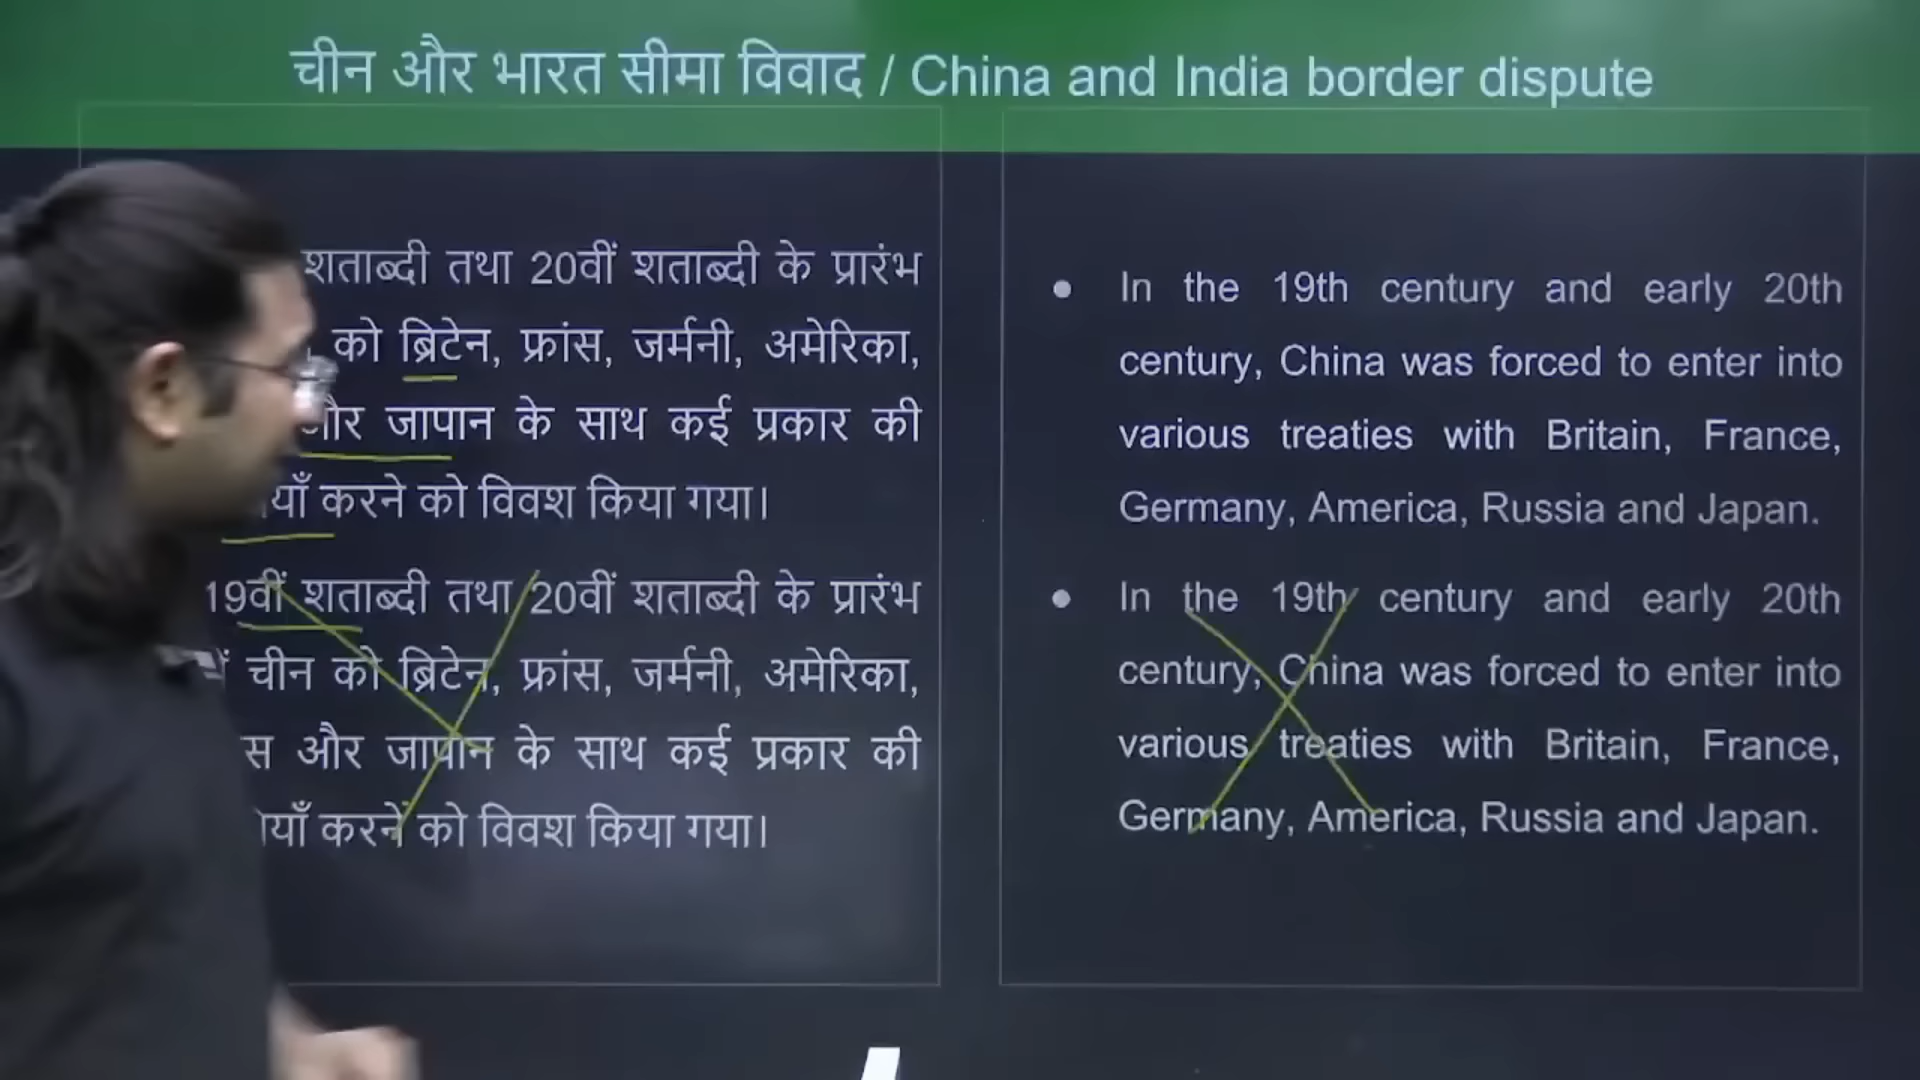 चीन और भारत सीमा विवाद / China and India border dispute
शताब्दी तथा 20वीं शताब्दी के प्रारंभ
को ब्रिटेन, फ्रांस, जर्मनी, अमेरिका,
और जापान के साथ कई प्रकार की
करने को विवश किया गया।
19वीं शताब्दी तथा 20वीं शताब्दी के प्रारंभ
चीन को ब्रिटेन, फ्रांस, जर्मनी, अमेरिका,
और जापान के साथ कई प्रकार की
करने को विवश किया गया।
• In the 19th century and early 20th
century, China was forced to enter into
various treaties with Britain, France,
Germany, America, Russia and Japan.
• In the 19th century and early 20th
century, China was forced to enter into
various treaties with Britain, France,
Germany, America, Russia and Japan.